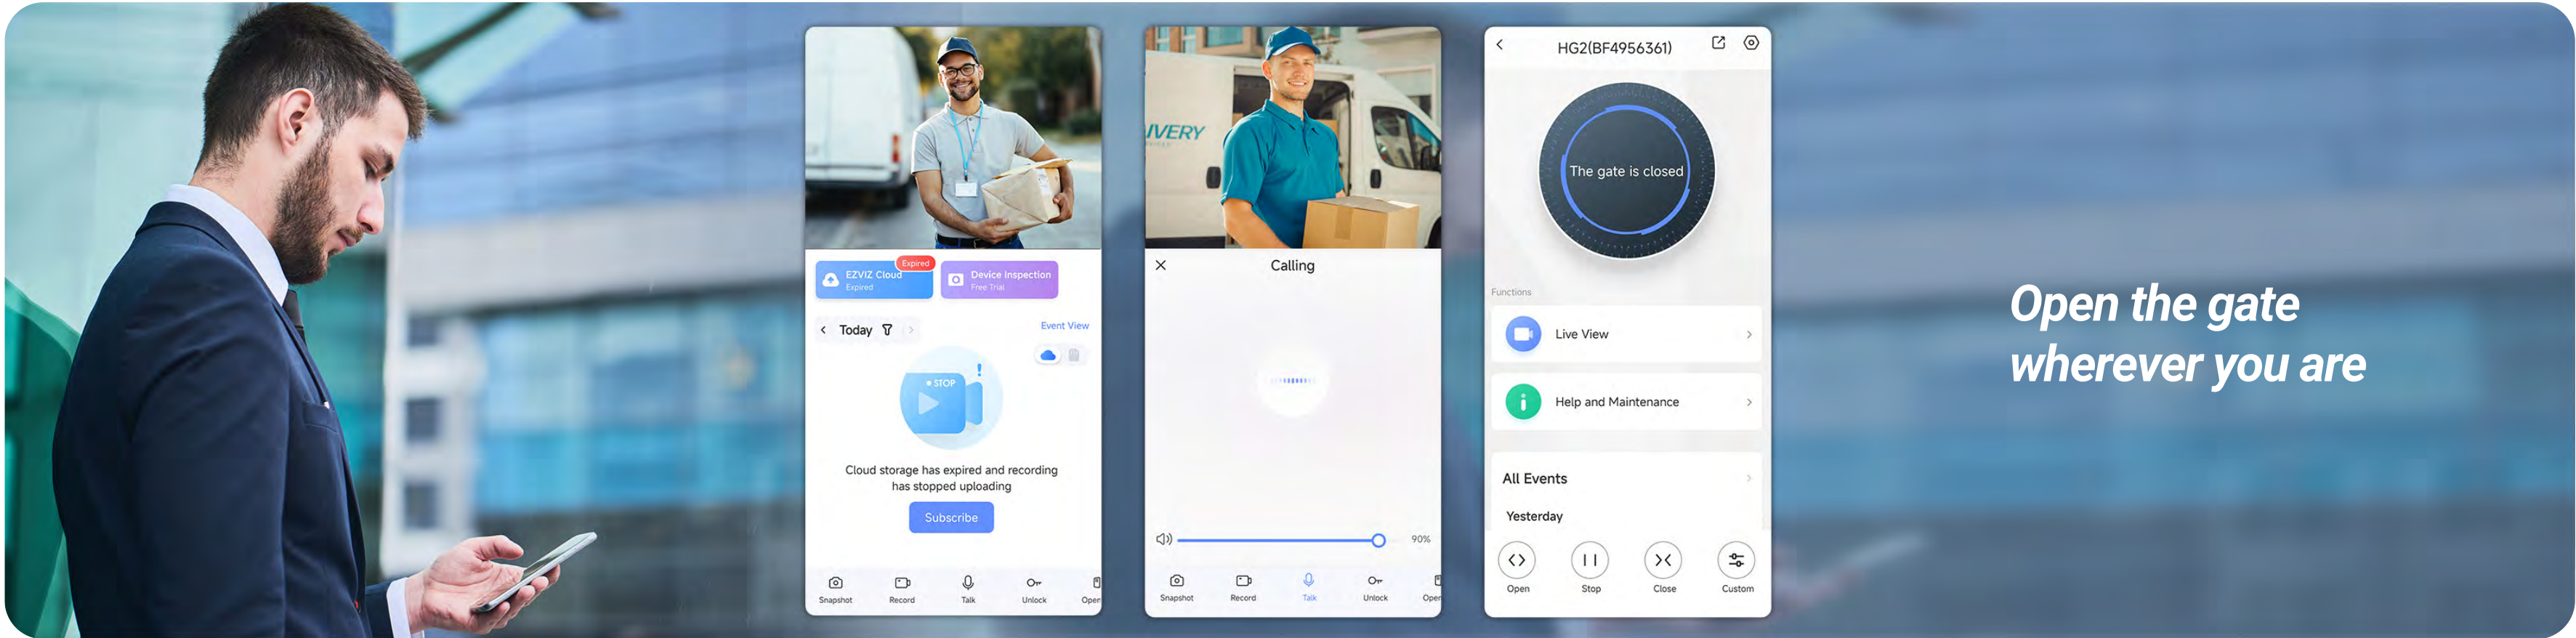 EZVIZ Cloud
Expired
Expired
Device Inspection
Free Trial
Today
Event View
STOP
Cloud storage has expired and recording
has stopped uploading
Subscribe
Snapshot
Record
Talk
Unlock
Open
IVERY
Calling
90%
Snapshot
Record
Talk
Unlock
Oper
HG2(BF4956361)
The gate is closed
Functions
Live View
Help and Maintenance
All Events
Yesterday
Open
Stop
Close
Custom
Open the gate
wherever you are